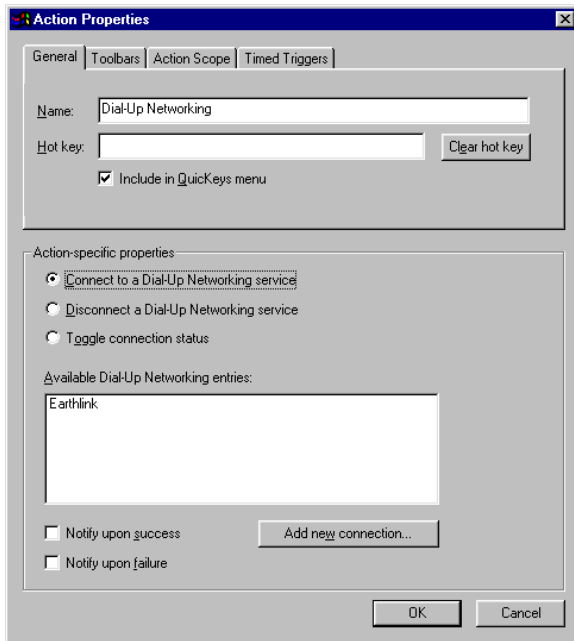 Action Properties
General Toolbars Action Scope Timed Triggers
Name: Dial-Up Networking
Hot key: Clear hot key
Include in QuicKeys menu
Action-specific properties
Connect to a Dial-Up Networking service
Disconnect a Dial-Up Networking service
Toggle connection status
Available Dial-Up Networking entries:
Earthlink
Notify upon success Add new connection...
Notify upon failure
OK Cancel